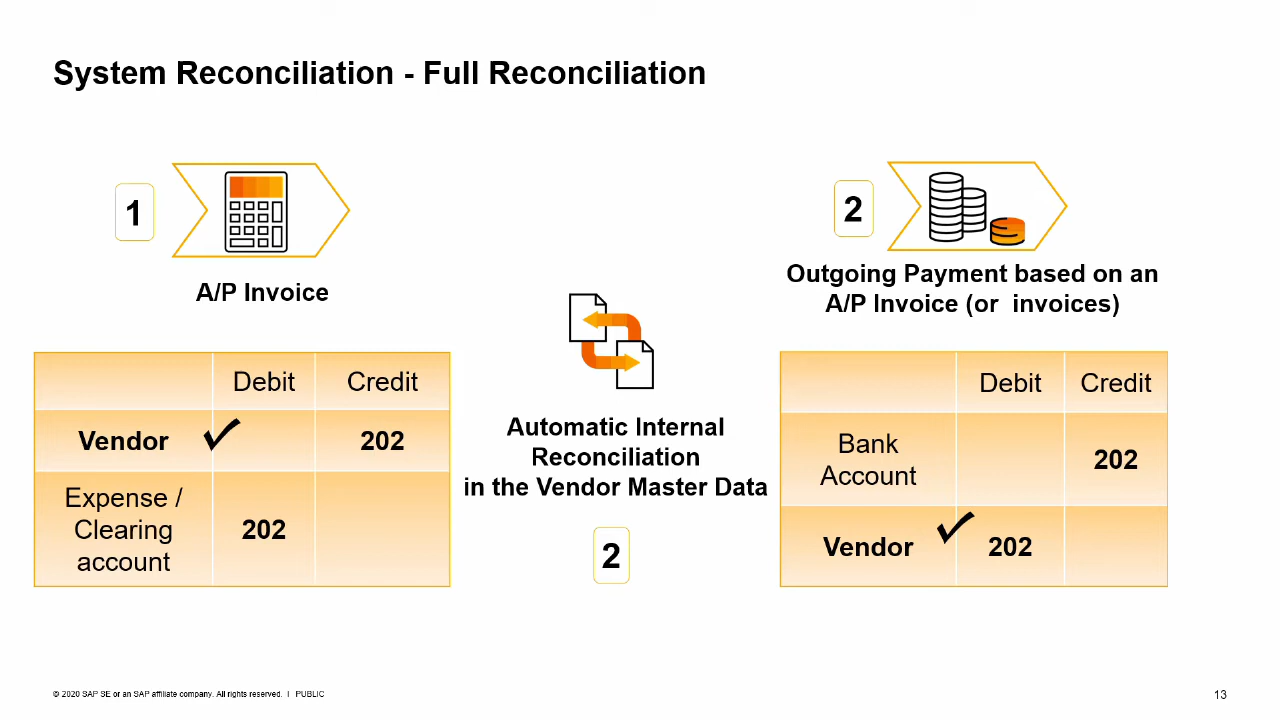 System Reconciliation - Full Reconciliation
1
A/P Invoice
Debit Credit
Vendor 202
Expense /
Clearing
account
202
Automatic Internal
Reconciliation
in the Vendor Master Data
2
2
Outgoing Payment based on an
A/P Invoice (or invoices)
Debit Credit
Bank
Account
202
Vendor 202
© 2020 SAP SE or an SAP affiliate company. All rights reserved. I PUBLIC
13